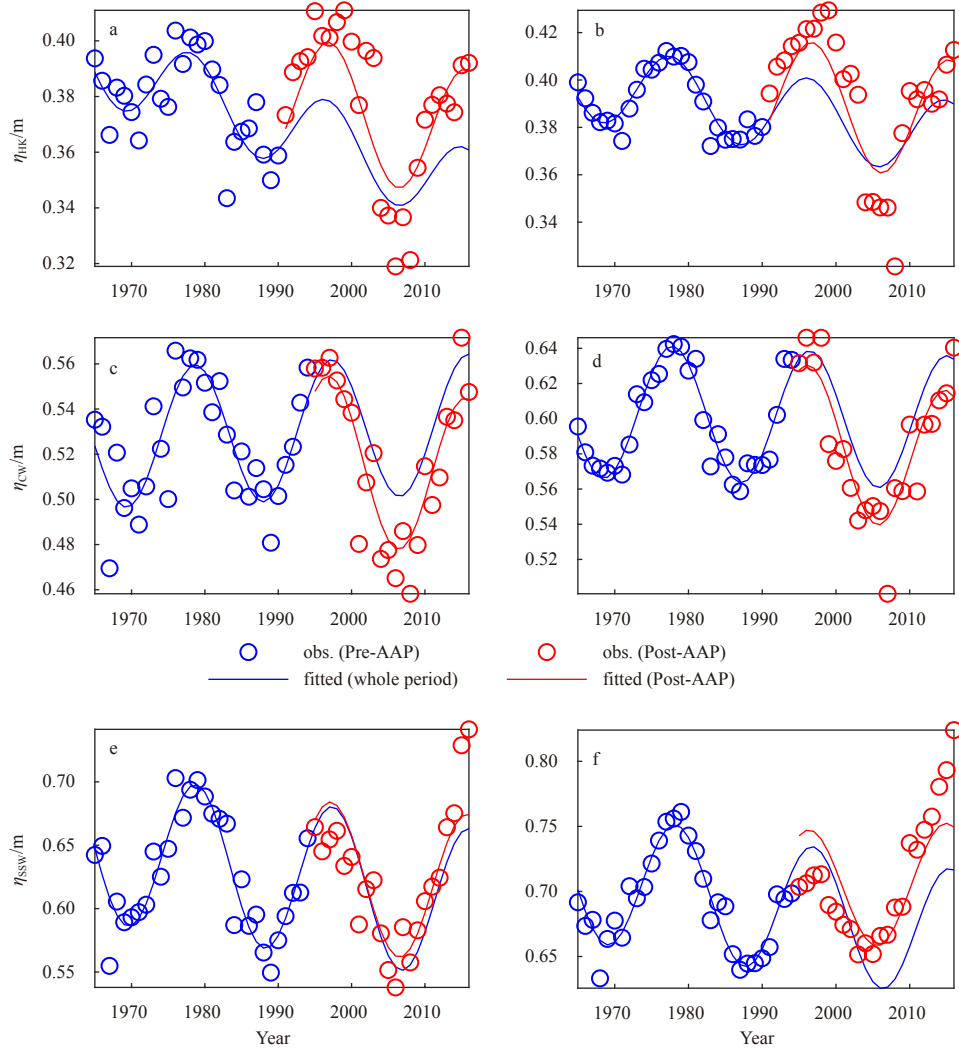 a
b
0.40
0.38
0.36
0.34
0.32
ηHK/m
0.42
0.40
0.38
0.36
0.34
1970 1980 1990 2000 2010
1970 1980 1990 2000 2010
c
d
0.56
0.54
0.52
0.50
0.48
0.46
ηCW/m
0.64
0.62
0.60
0.58
0.56
0.54
0.52
1970 1980 1990 2000 2010
1970 1980 1990 2000 2010
obs. (Pre-AAP)
obs. (Post-AAP)
fitted (whole period)
fitted (Post-AAP)
e
f
0.70
0.65
0.60
0.55
ηSSW/m
0.80
0.75
0.70
0.65
1970 1980 1990 2000 2010
1970 1980 1990 2000 2010
Year
Year